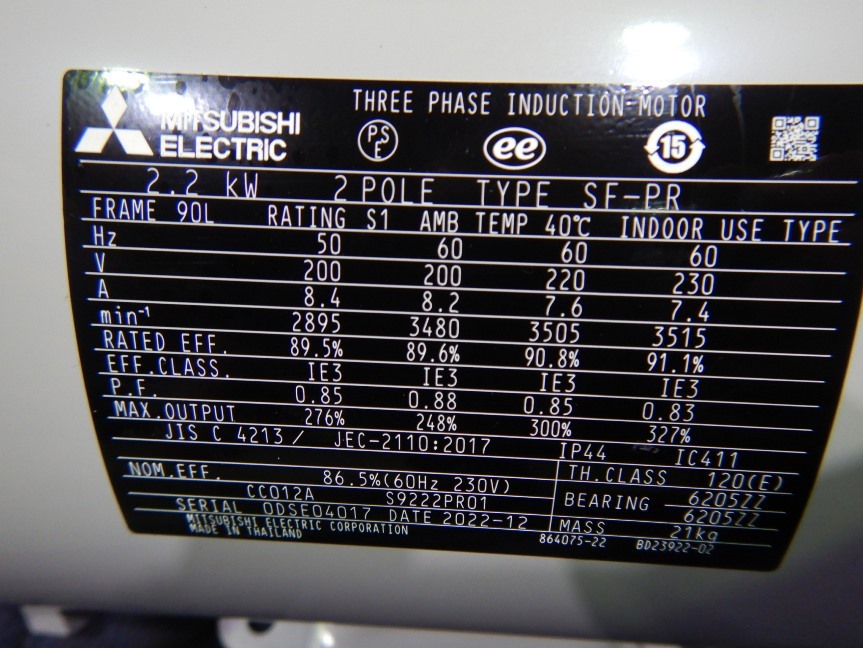 THREE PHASE INDUCTION MOTOR
MITSUBISHI
ELECTRIC
PSE
ee
15
2.2 kW 2 POLE TYPE SF-PR
FRAME 90L RATING S1 AMB TEMP 40℃ INDOOR USE TYPE
Hz 50 60 60 60
V 200 200 220 230
A 8.4 8.2 7.6 7.4
min⁻¹ 2895 3480 3505 3515
RATED EFF. 89.5% 89.6% 90.8% 91.1%
EFF.CLASS. IE3 IE3 IE3 IE3
P.F. 0.85 0.88 0.85 0.83
MAX.OUTPUT 276% 248% 300% 327%
JIS C 4213 / JEC-2110:2017 IP44 IC411
NOM.EFF. 86.5%(60Hz 230V) TH.CLASS 120(E)
CC012A S9222PR01 BEARING 6205ZZ
6205ZZ
SERIAL 0DSE04017 DATE 2022-12 MASS 21kg
MITSUBISHI ELECTRIC CORPORATION
MADE IN THAILAND
864075-22 BD23922-02